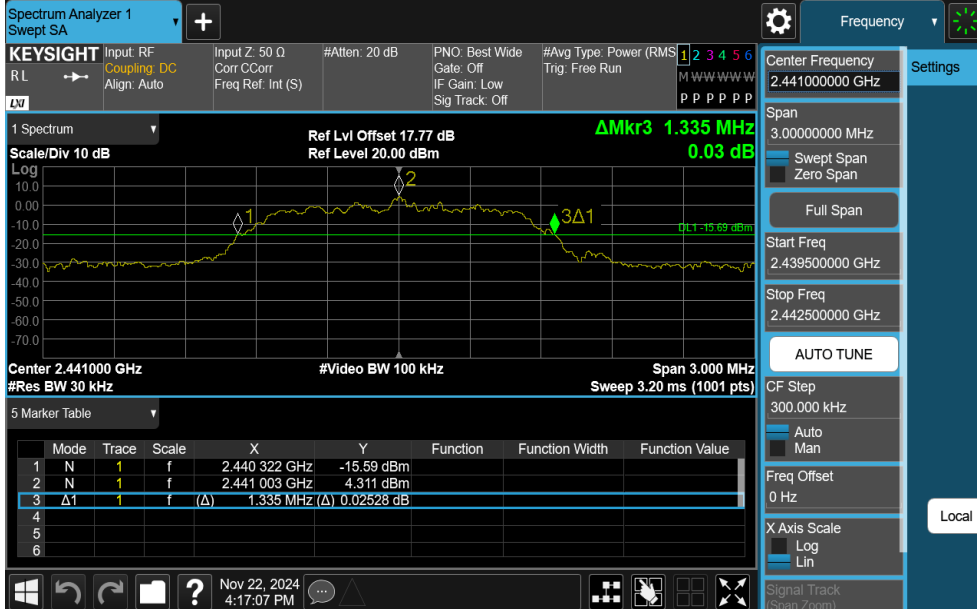 Spectrum Analyzer 1
Swept SA
Frequency
KEYSIGHT
RL
LXI
Input: RF
Coupling: DC
Align: Auto
Input Z: 50 Ω
Corr CCorr
Freq Ref: Int (S)
#Atten: 20 dB
PNO: Best Wide
Gate: Off
IF Gain: Low
Sig Track: Off
#Avg Type: Power (RMS
Trig: Free Run
1 2 3 4 5 6
M W W W W W
P P P P P P
Center Frequency
2.441000000 GHz
Settings
Span
3.00000000 MHz
Swept Span
Zero Span
Full Span
Start Freq
2.439500000 GHz
Stop Freq
2.442500000 GHz
AUTO TUNE
CF Step
300.000 kHz
Auto
Man
Freq Offset
0 Hz
X Axis Scale
Log
Lin
Signal Track
(Span Zoom)
Local
1 Spectrum
Scale/Div 10 dB
Ref Lvl Offset 17.77 dB
Ref Level 20.00 dBm
ΔMkr3 1.335 MHz
0.03 dB
Log
10.0
0.00
-10.0
-20.0
-30.0
-40.0
-50.0
-60.0
-70.0
1
2
3Δ1
DL1 -15.69 dBm
Center 2.441000 GHz
#Video BW 100 kHz
Span 3.000 MHz
#Res BW 30 kHz
Sweep 3.20 ms (1001 pts)
5 Marker Table
Mode Trace Scale X Y Function Function Width Function Value
1 N 1 f 2.440 322 GHz -15.59 dBm
2 N 1 f 2.441 003 GHz 4.311 dBm
3 Δ1 1 f (Δ) 1.335 MHz (Δ) 0.02528 dB
4
5
6
?
Nov 22, 2024
4:17:07 PM